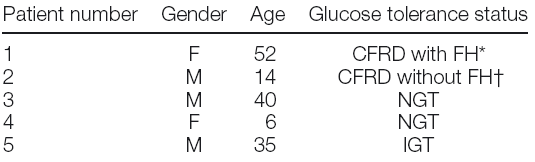 Patient number Gender Age Glucose tolerance status
1 F 52 CFRD with FH*
2 M 14 CFRD without FH†
3 M 40 NGT
4 F 6 NGT
5 M 35 IGT